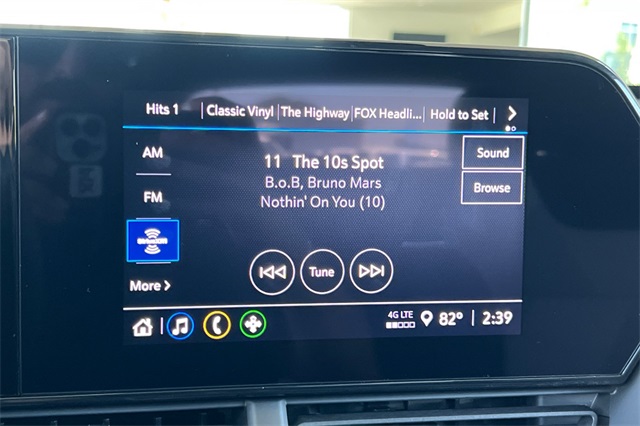 Hits 1 Classic Vinyl The Highway FOX Headli... Hold to Set
AM
11 The 10s Spot
Sound
B.o.B, Bruno Mars
FM
Browse
Nothin' On You (10)
SiriusXM
Tune
More
4G LTE
82° 2:39